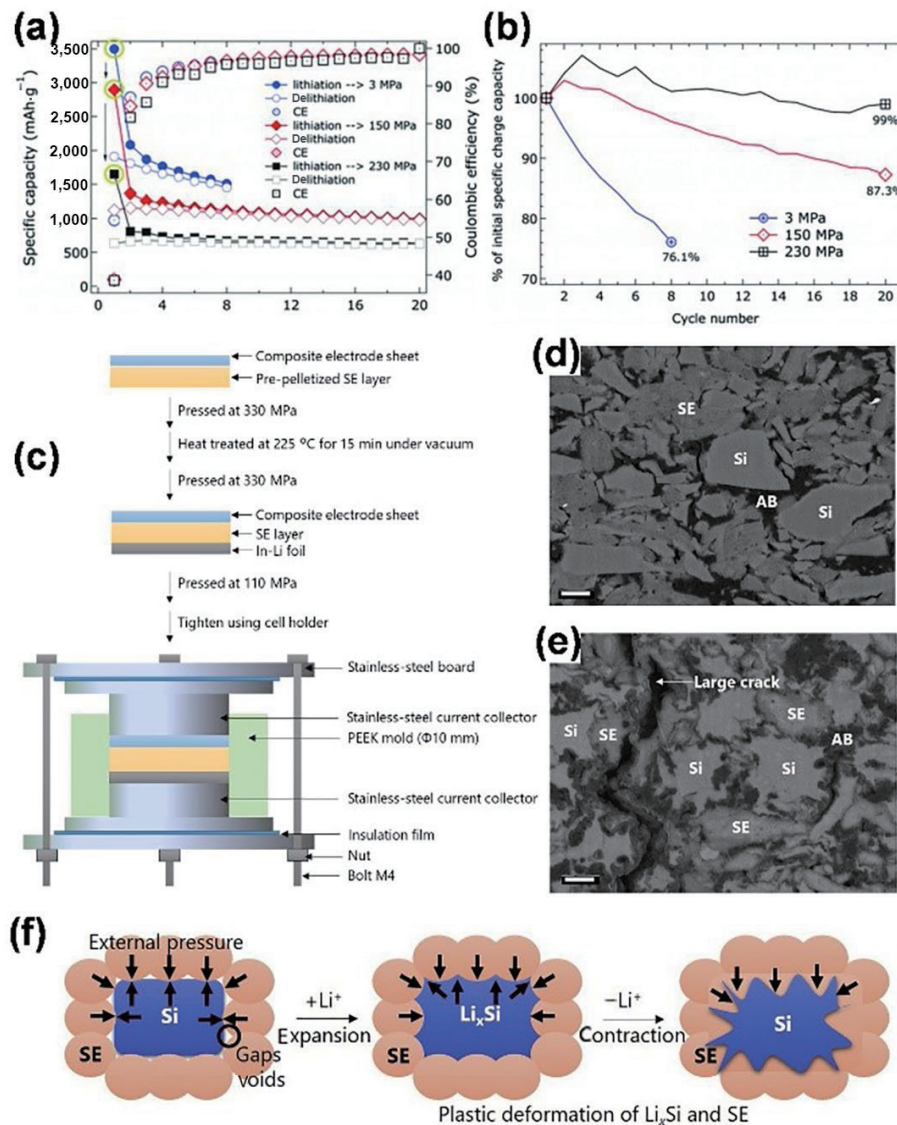 (a)
3,500
3,000
2,500
2,000
1,500
1,000
500
0
Specific capacity (mAh·g⁻¹)
100
90
80
70
60
50
40
Coulombic efficiency (%)
lithiation --> 3 MPa
Delithiation
CE
lithiation --> 150 MPa
Delithiation
CE
lithiation --> 230 MPa
Delithiation
CE
0 2 4 6 8 10 12 14 16 18 20
(b)
% of initial specific charge capacity
110
100
90
80
70
99%
87.3%
76.1%
3 MPa
150 MPa
230 MPa
2 4 6 8 10 12 14 16 18 20
Cycle number
(c)
Composite electrode sheet
Pre-pelletized SE layer
Pressed at 330 MPa
Heat treated at 225 °C for 15 min under vacuum
Pressed at 330 MPa
Composite electrode sheet
SE layer
In-Li foil
Pressed at 110 MPa
Tighten using cell holder
Stainless-steel board
Stainless-steel current collector
PEEK mold (Φ10 mm)
Stainless-steel current collector
Insulation film
Nut
Bolt M4
(d)
SE
Si
AB
Si
(e)
Large crack
SE
Si
SE
AB
Si
Si
SE
(f)
External pressure
Si
SE
Gaps
voids
+Li⁺
Expansion
LiₓSi
−Li⁺
Contraction
Si
SE
Plastic deformation of LiₓSi and SE